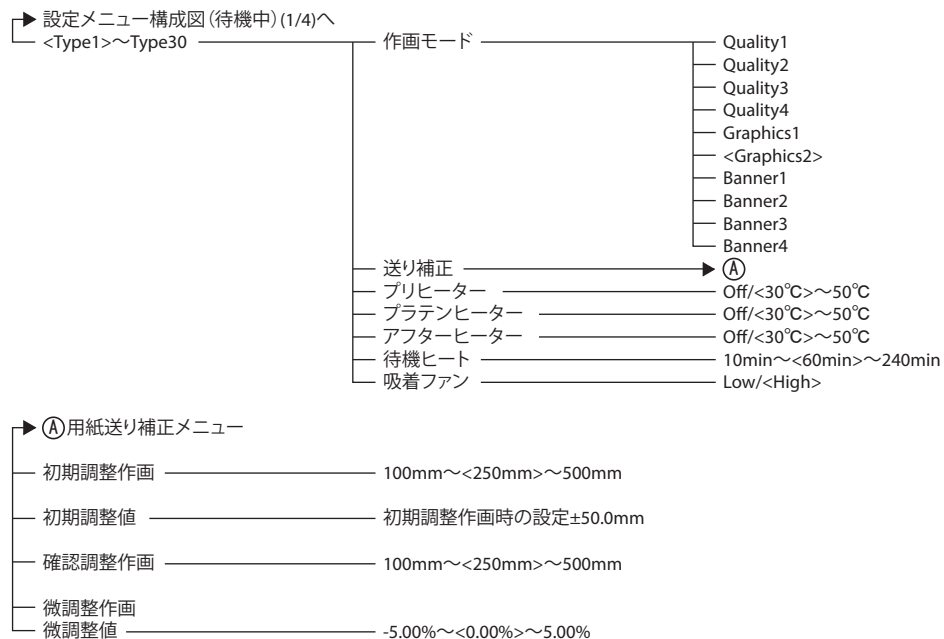 設定メニュー構成図(待機中)(1/4)へ
<Type1>～Type30 作画モード Quality1
Quality2
Quality3
Quality4
Graphics1
<Graphics2>
Banner1
Banner2
Banner3
Banner4
送り補正 Ⓐ
プリヒーター Off/<30℃>～50℃
プラテンヒーター Off/<30℃>～50℃
アフターヒーター Off/<30℃>～50℃
待機ヒート 10min～<60min>～240min
吸着ファン Low/<High>
Ⓐ用紙送り補正メニュー
初期調整作画 100mm～<250mm>～500mm
初期調整値 初期調整作画時の設定±50.0mm
確認調整作画 100mm～<250mm>～500mm
微調整作画
微調整値 -5.00%～<0.00%>～5.00%